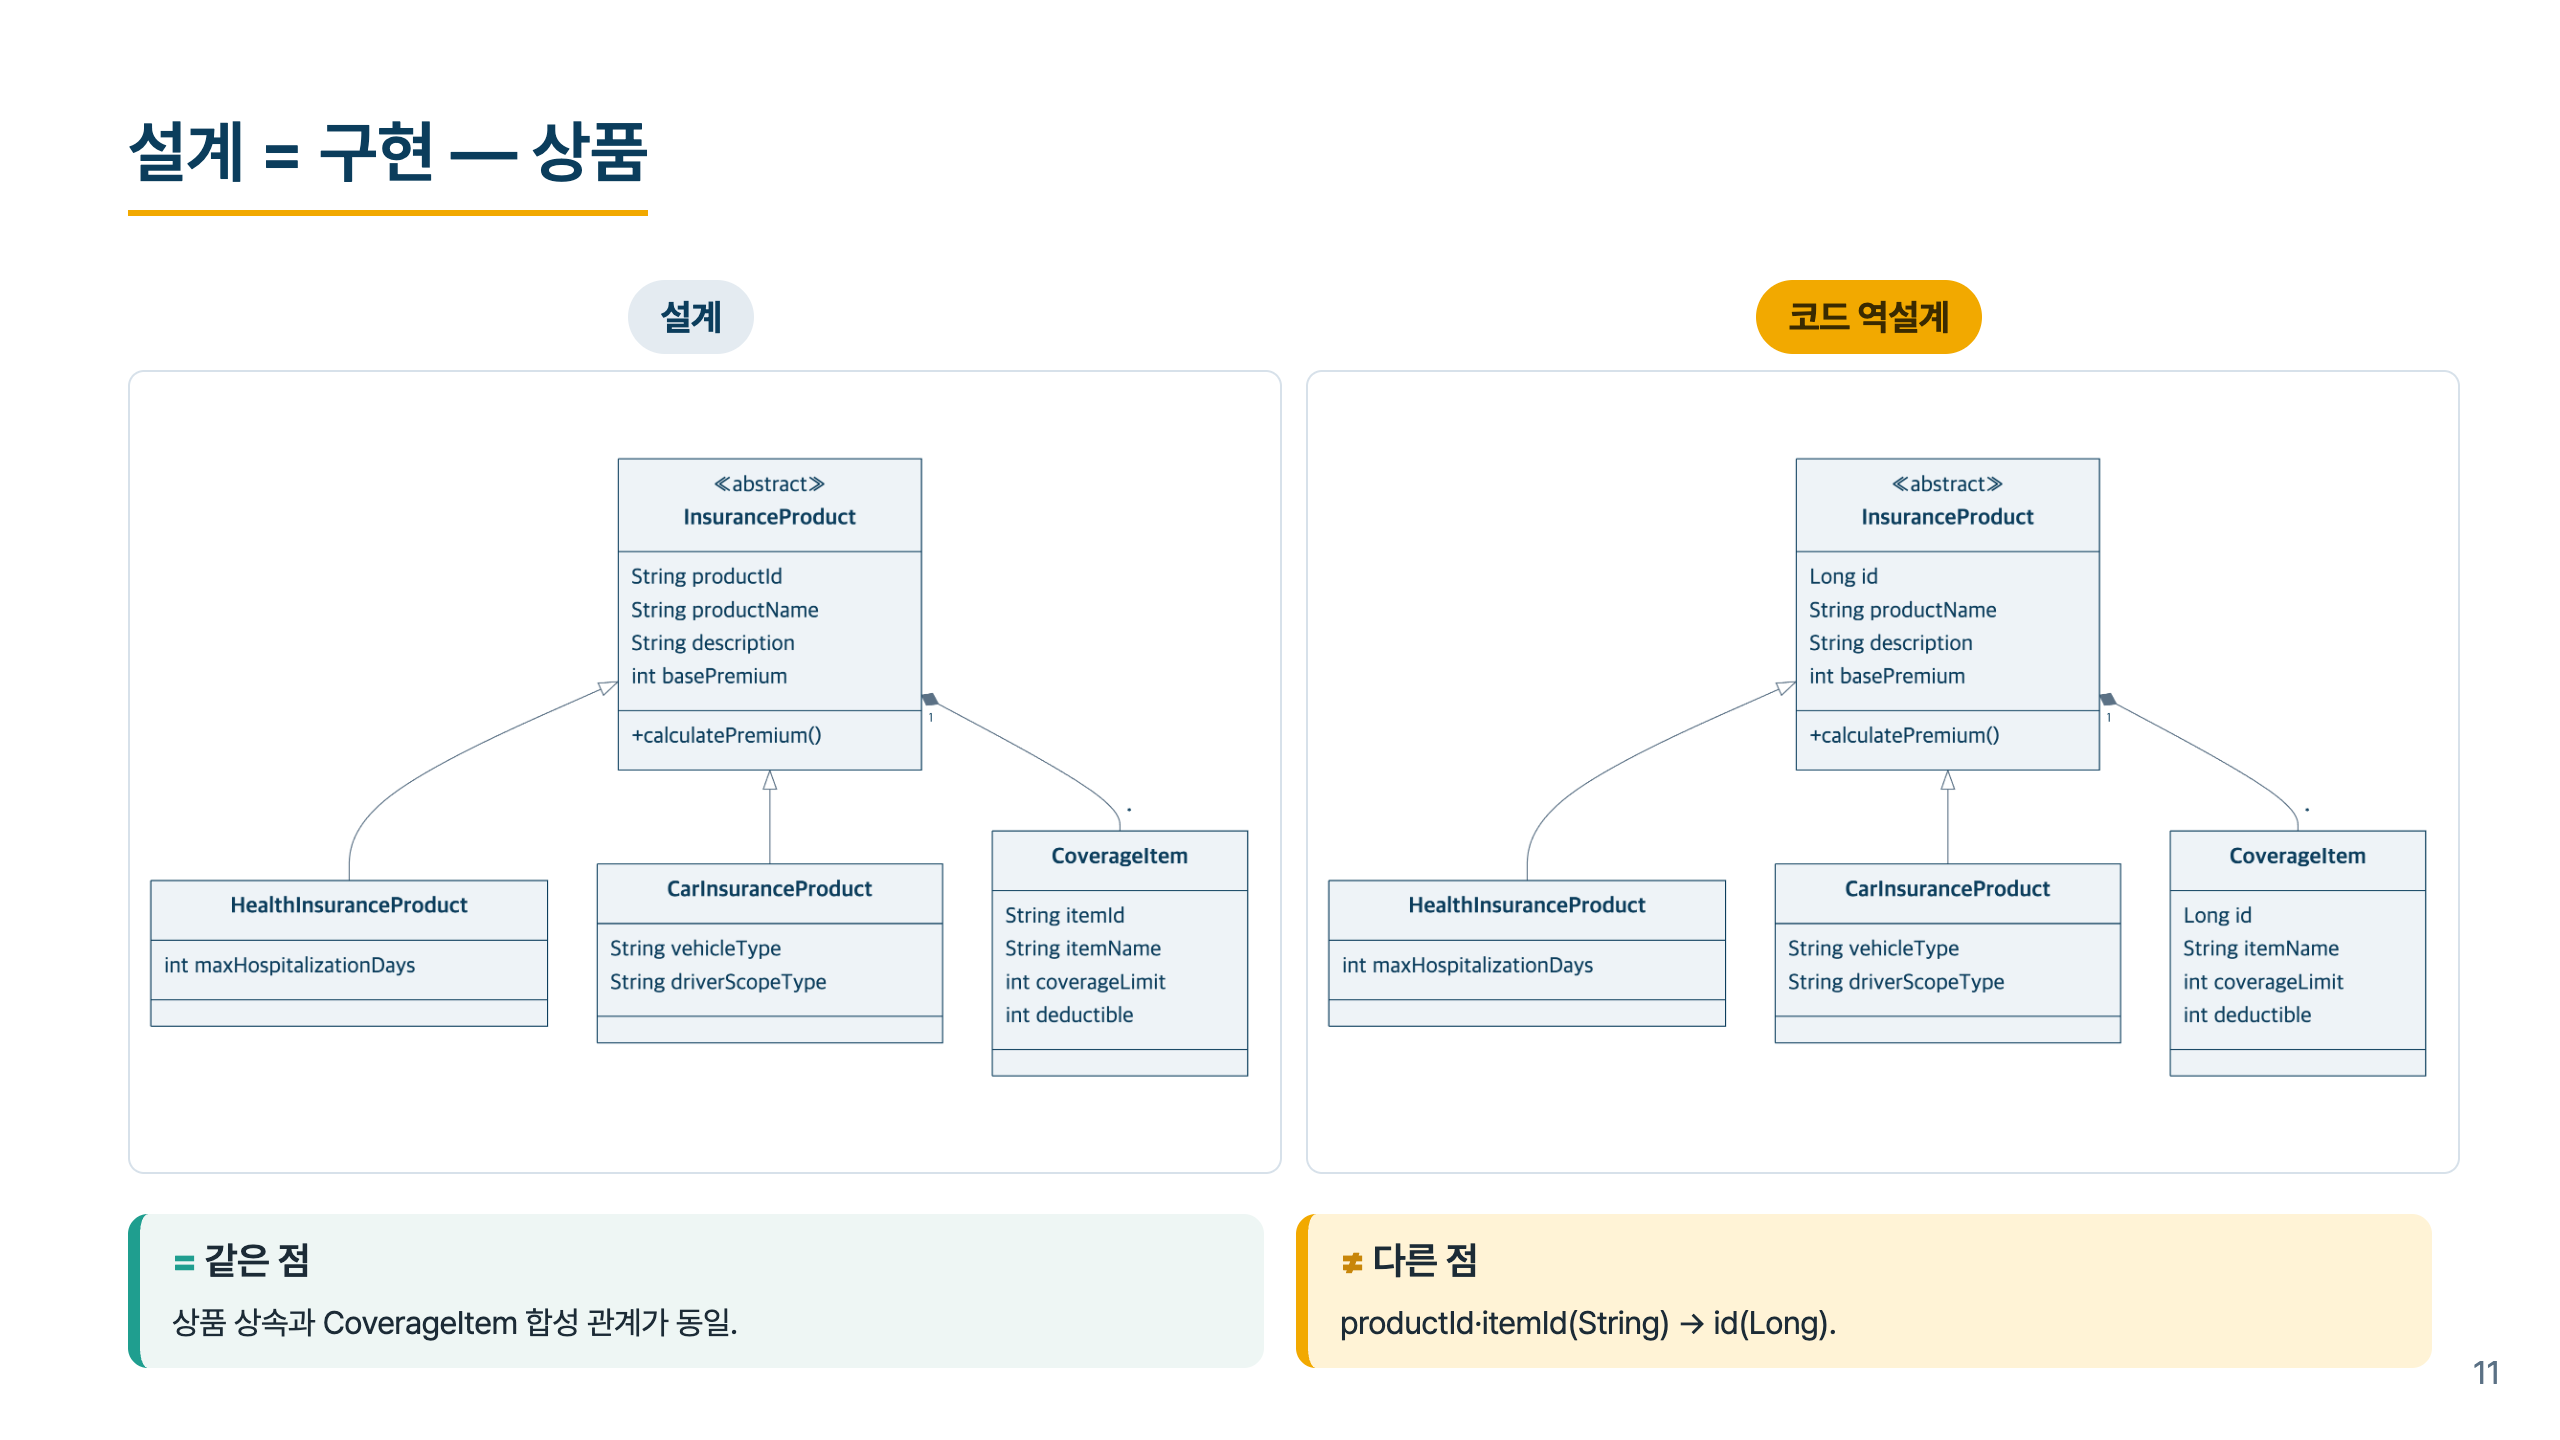 설계 = 구현 — 상품
설계
≪abstract≫
InsuranceProduct
String productId
String productName
String description
int basePremium
+calculatePremium()
1
*
HealthInsuranceProduct
int maxHospitalizationDays
CarInsuranceProduct
String vehicleType
String driverScopeType
CoverageItem
String itemId
String itemName
int coverageLimit
int deductible
코드 역설계
≪abstract≫
InsuranceProduct
Long id
String productName
String description
int basePremium
+calculatePremium()
1
*
HealthInsuranceProduct
int maxHospitalizationDays
CarInsuranceProduct
String vehicleType
String driverScopeType
CoverageItem
Long id
String itemName
int coverageLimit
int deductible
= 같은 점
상품 상속과 CoverageItem 합성 관계가 동일.
≠ 다른 점
productId·itemId(String) → id(Long).
11